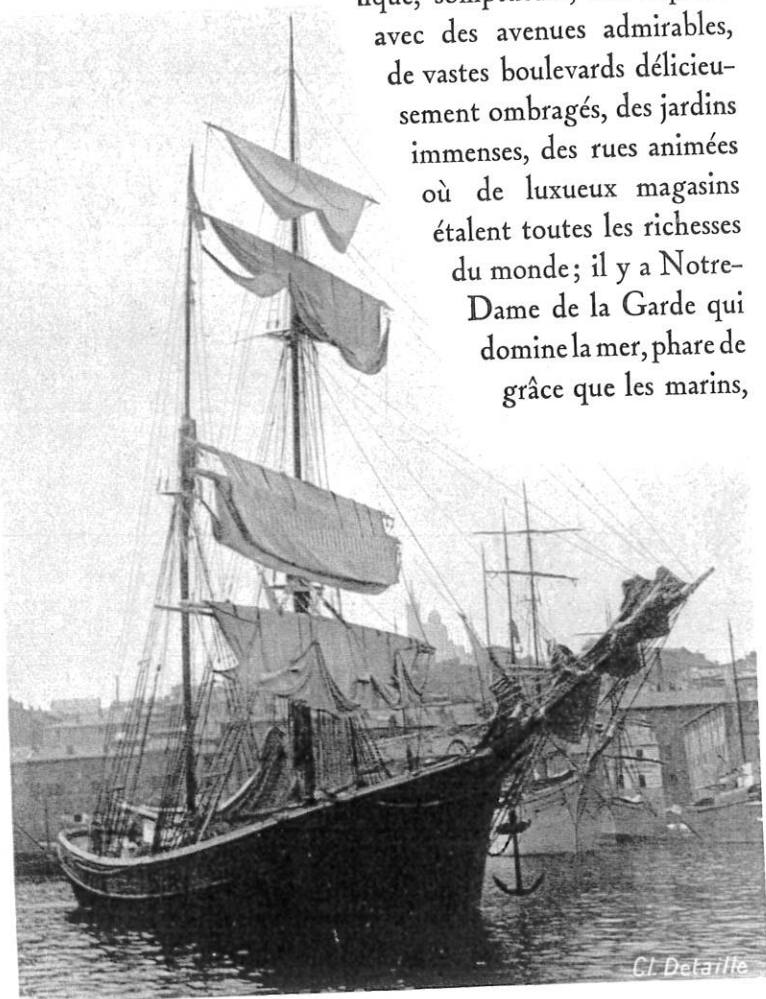 avec des avenues admirables,
de vastes boulevards délicieu-
sement ombragés, des jardins
immenses, des rues animées
où de luxueux magasins
étalent toutes les richesses
du monde; il y a Notre-
Dame de la Garde qui
domine la mer, phare de
grâce que les marins,
Cl. Detaille